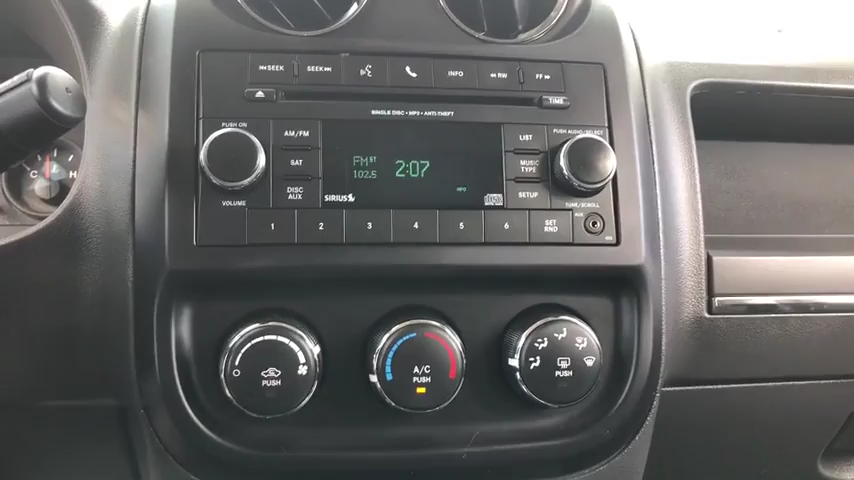 |◄◄SEEK SEEK►►| INFO ◄◄RW FF►►
TIME
SINGLE DISC • MP3 • ANTI-THEFT
PUSH ON
AM/FM
LIST
PUSH AUDIO/SELECT
SAT
FM ST
102.5
2:07
MUSIC
TYPE
DISC
AUX
SIRIUS
SETUP
VOLUME
TUNE/SCROLL
1 2 3 4 5 6 SET
RND
AUX
C H
0
PUSH
A/C
PUSH
PUSH